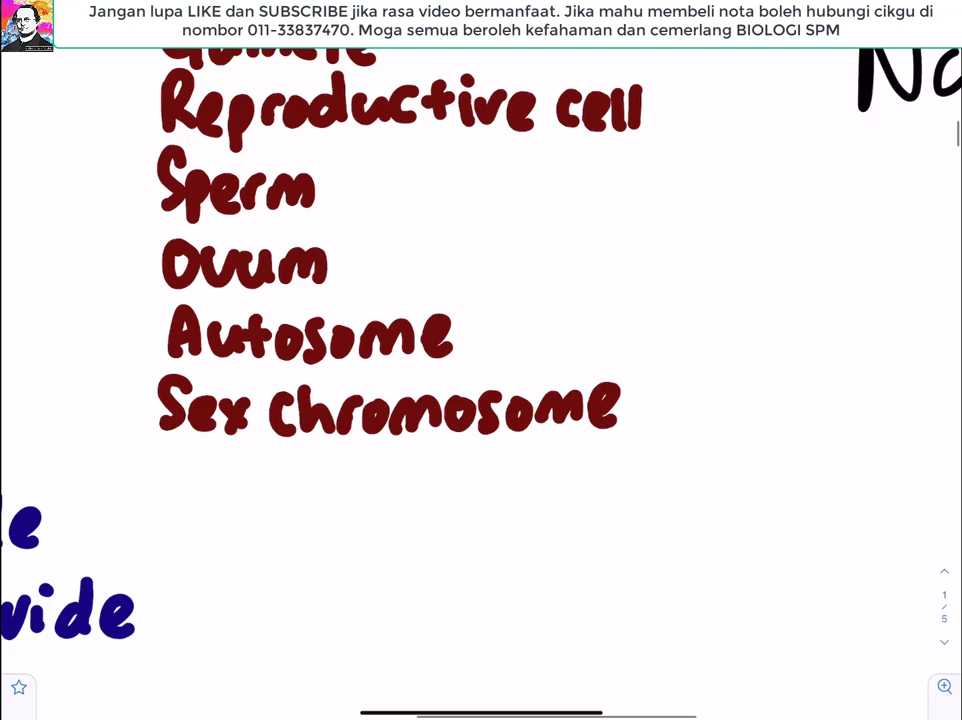 Jangan lupa LIKE dan SUBSCRIBE jika rasa video bermanfaat. Jika mahu membeli nota boleh hubungi cikgu di
nombor 011-33837470. Moga semua beroleh kefahaman dan cemerlang BIOLOGI SPM
Reproductive cell
Sperm
Ovum
Autosome
Sex chromosome
1
/
5